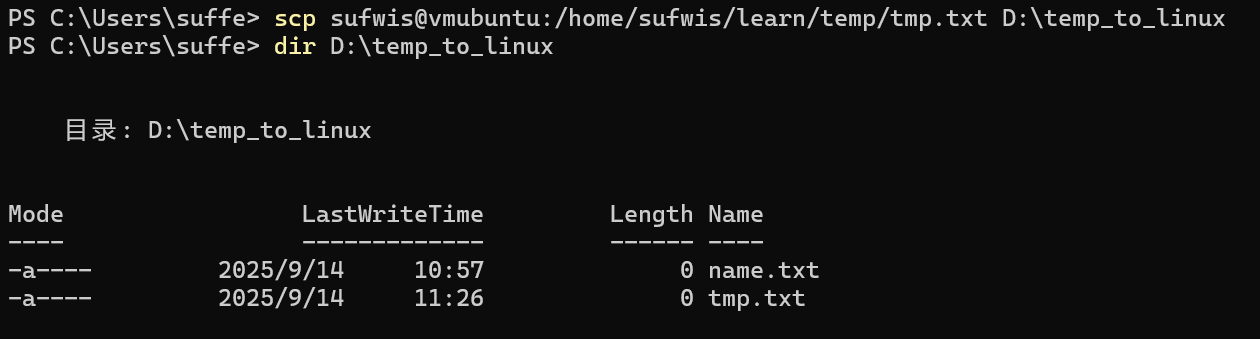 PS C:\Users\suffe> scp sufwis@vmubuntu:/home/sufwis/learn/temp/tmp.txt D:\temp_to_linux
PS C:\Users\suffe> dir D:\temp_to_linux
目录: D:\temp_to_linux
Mode                 LastWriteTime         Length Name
----                 -------------         ------ ----
-a----         2025/9/14     10:57              0 name.txt
-a----         2025/9/14     11:26              0 tmp.txt